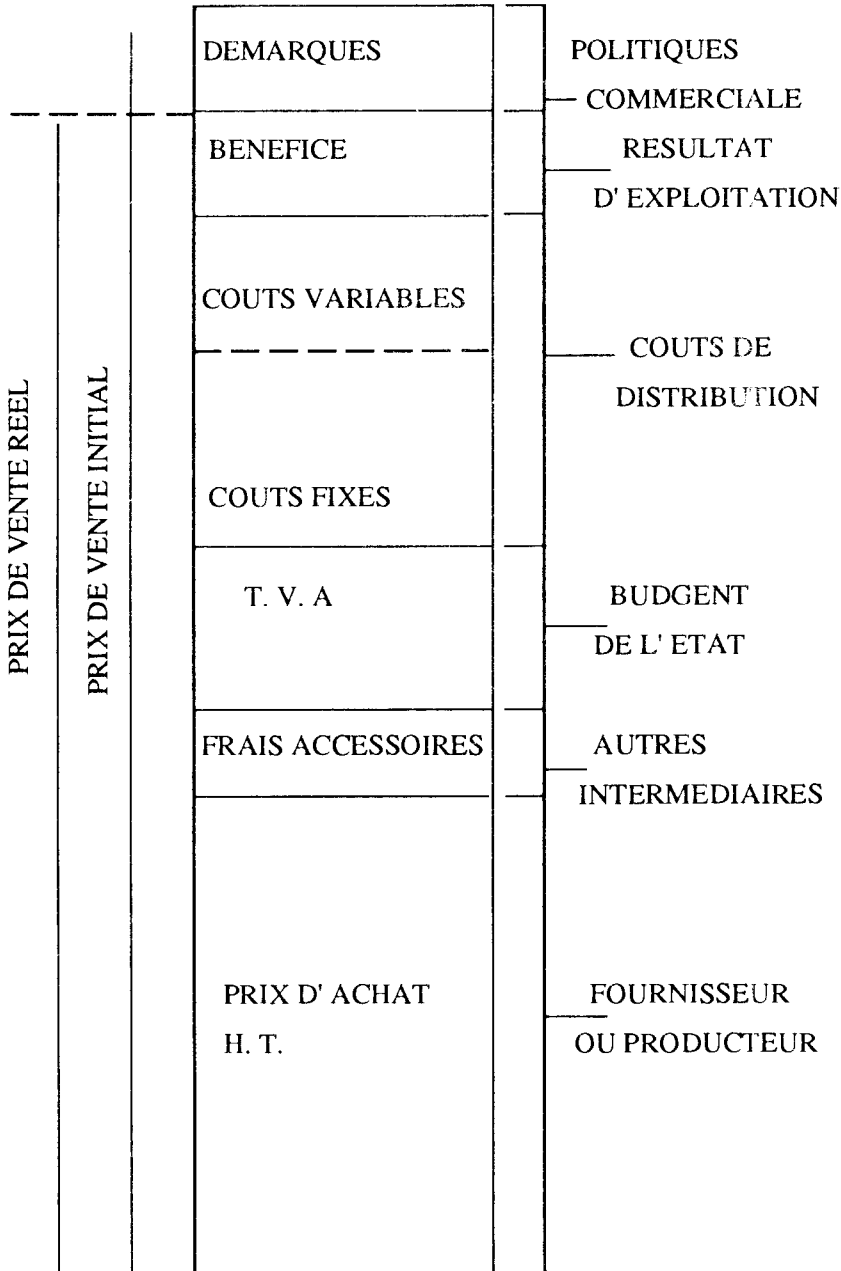 DEMARQUES
POLITIQUES
COMMERCIALE
BENEFICE
RESULTAT
D' EXPLOITATION
COUTS VARIABLES
COUTS DE
DISTRIBUTION
COUTS FIXES
T. V. A
BUDGENT
DE L' ETAT
FRAIS ACCESSOIRES
AUTRES
INTERMEDIAIRES
PRIX D' ACHAT
H. T.
FOURNISSEUR
OU PRODUCTEUR
PRIX DE VENTE REEL
PRIX DE VENTE INITIAL